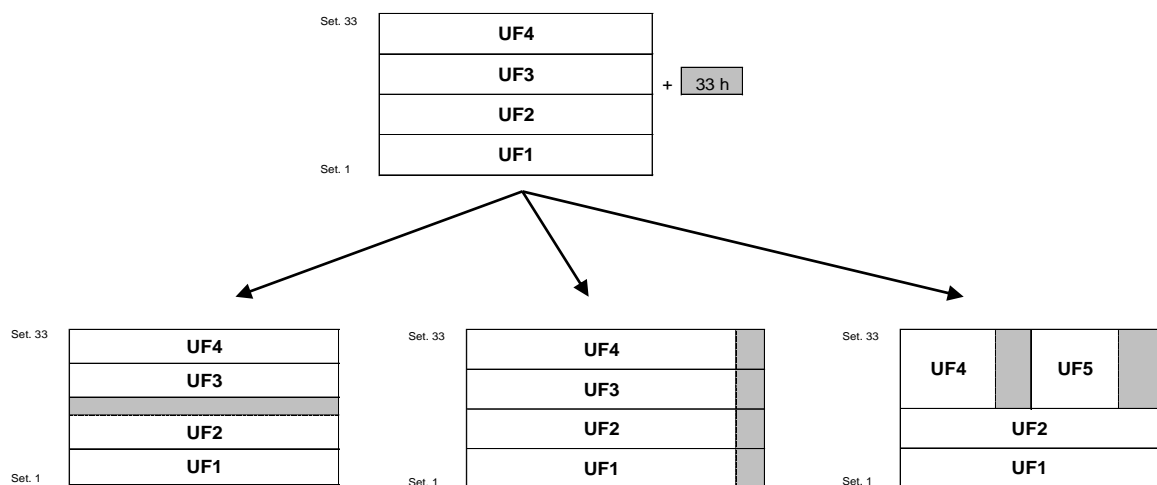 Set. 33
UF4
UF3
+ 33 h
UF2
UF1
Set. 1
Set. 33
UF4
UF3
UF2
UF1
Set. 1
Set. 33
UF4
UF3
UF2
UF1
Set. 1
Set. 33
UF4 UF5
UF2
UF1
Set. 1